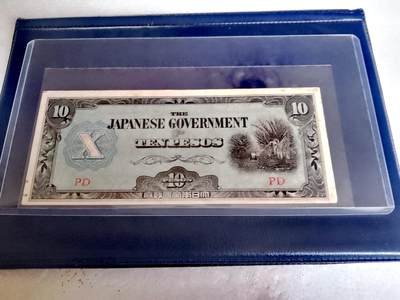 10 THE 10
JAPANESE GOVERNMENT
TEN PESOS
X
PD PD
10